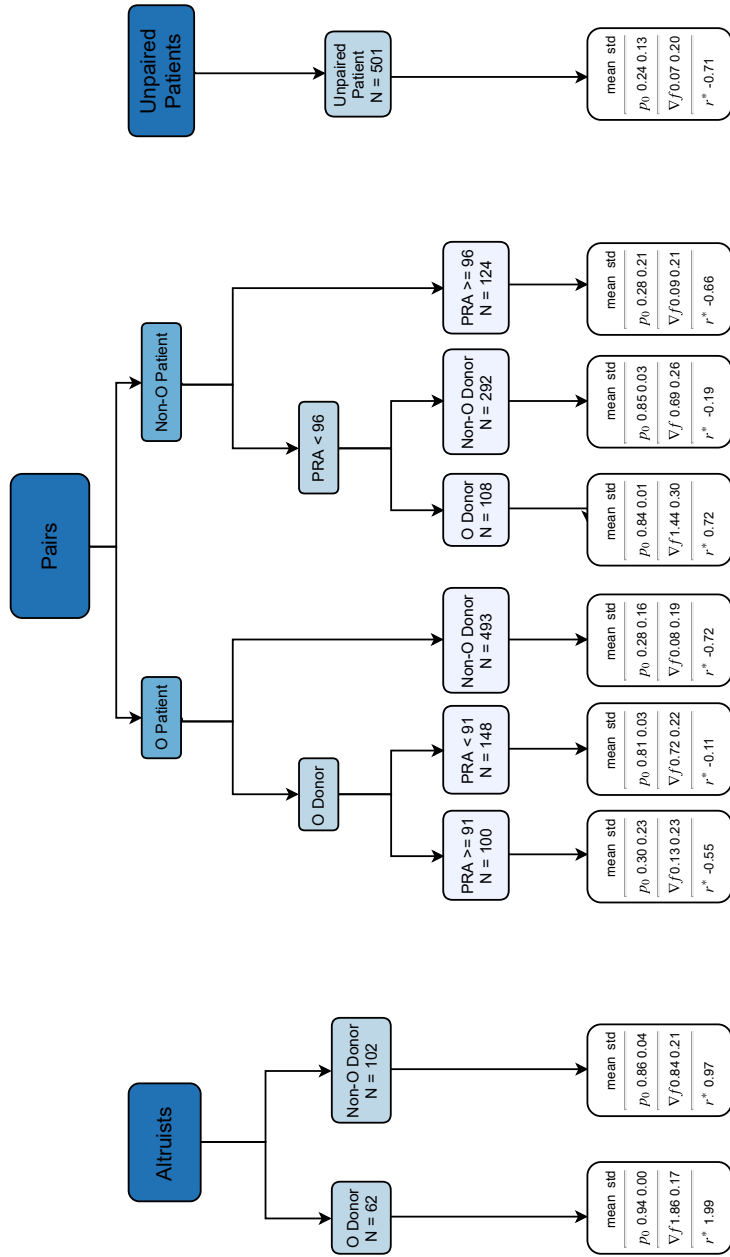 Altruists
O Donor
N = 62
mean std
p₀ 0.94 0.00
∇f 1.86 0.17
r* 1.99
Non-O Donor
N = 102
mean std
p₀ 0.86 0.04
∇f 0.84 0.21
r* 0.97
Pairs
O Patient
O Donor
PRA >= 91
N = 100
mean std
p₀ 0.30 0.23
∇f 0.13 0.23
r* -0.55
PRA < 91
N = 148
mean std
p₀ 0.81 0.03
∇f 0.72 0.22
r* -0.11
Non-O Donor
N = 493
mean std
p₀ 0.28 0.16
∇f 0.08 0.19
r* -0.72
Non-O Patient
PRA < 96
O Donor
N = 108
mean std
p₀ 0.84 0.01
∇f 1.44 0.30
r* 0.72
Non-O Donor
N = 292
mean std
p₀ 0.85 0.03
∇f 0.69 0.26
r* -0.19
PRA >= 96
N = 124
mean std
p₀ 0.28 0.21
∇f 0.09 0.21
r* -0.66
Unpaired
Patients
Unpaired
Patient
N = 501
mean std
p₀ 0.24 0.13
∇f 0.07 0.20
r* -0.71